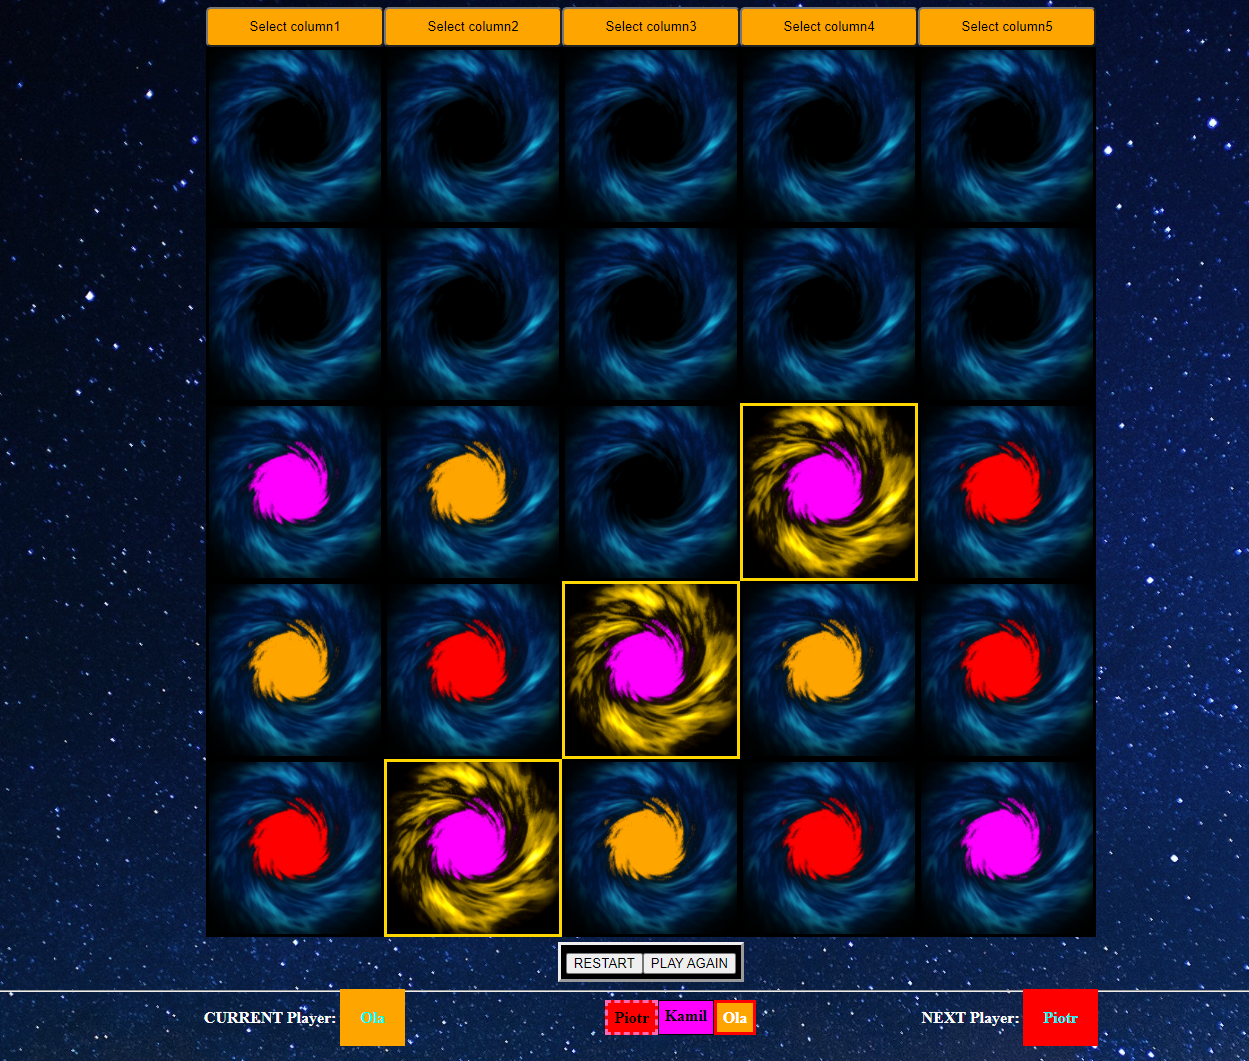 Select column1 Select column2 Select column3 Select column4 Select column5
RESTART PLAY AGAIN
CURRENT Player: Ola Piotr Kamil Ola NEXT Player: Piotr